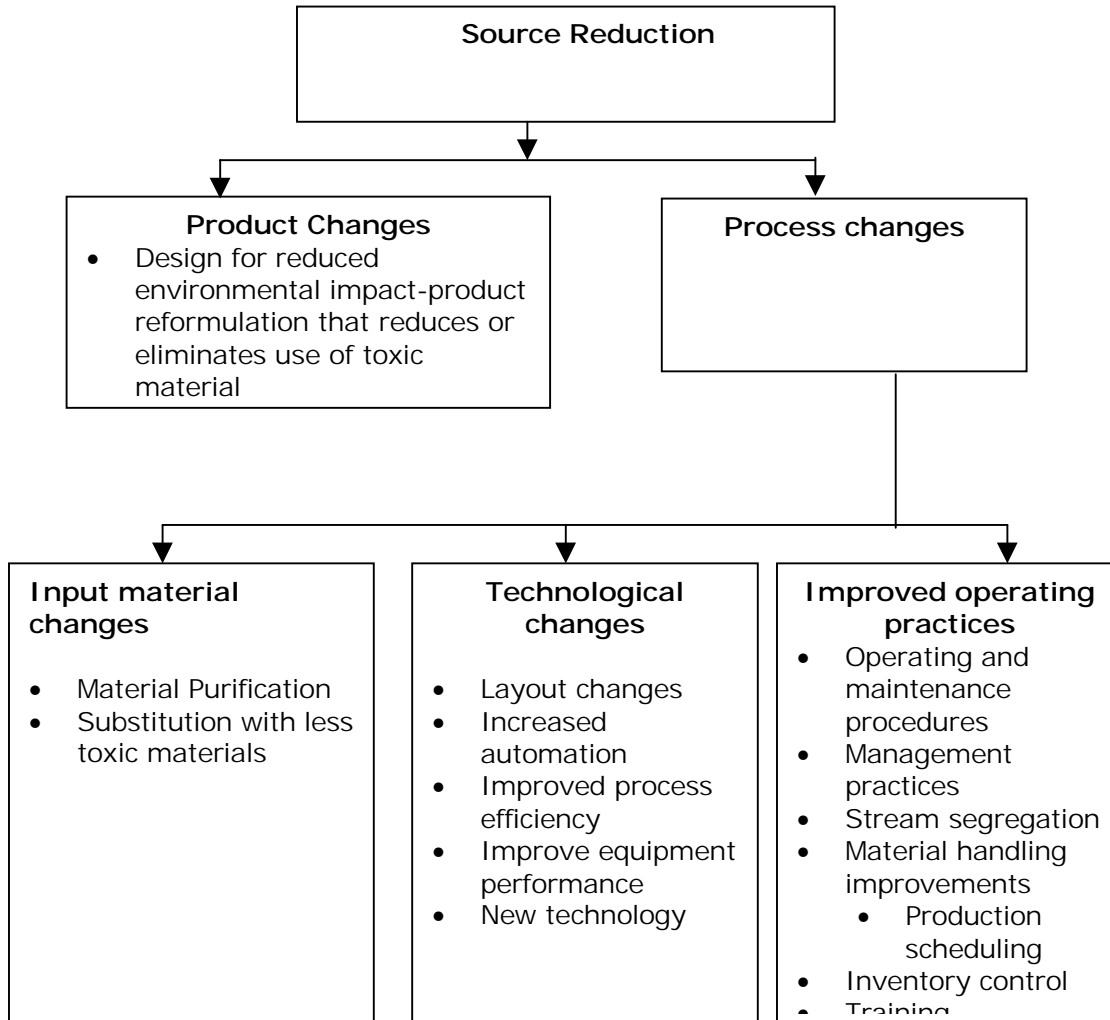 Source Reduction
Product Changes
• Design for reduced
environmental impact-product
reformulation that reduces or
eliminates use of toxic
material
Process changes
Input material
changes
• Material Purification
• Substitution with less
toxic materials
Technological
changes
• Layout changes
• Increased
automation
• Improved process
efficiency
• Improve equipment
performance
• New technology
Improved operating
practices
• Operating and
maintenance
procedures
• Management
practices
• Stream segregation
• Material handling
improvements
• Production
scheduling
• Inventory control
• Training